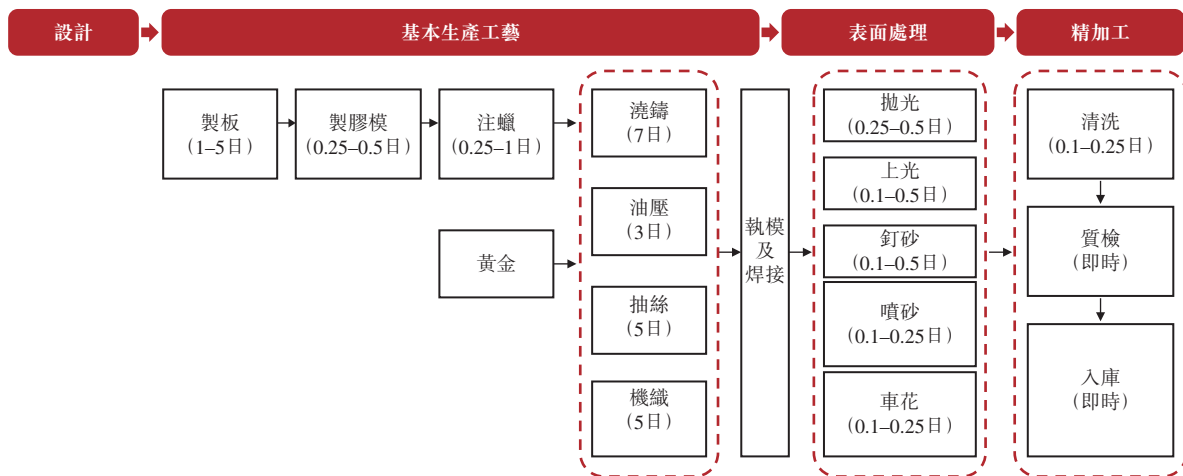 設計
基本生產工藝
表面處理
精加工
製板
(1–5日)
製膠模
(0.25–0.5日)
注蠟
(0.25–1日)
黃金
澆鑄
(7日)
油壓
(3日)
抽絲
(5日)
機織
(5日)
執模
及
焊接
拋光
(0.25–0.5日)
上光
(0.1–0.5日)
釘砂
(0.1–0.5日)
噴砂
(0.1–0.25日)
車花
(0.1–0.25日)
清洗
(0.1–0.25日)
質檢
(即時)
入庫
(即時)